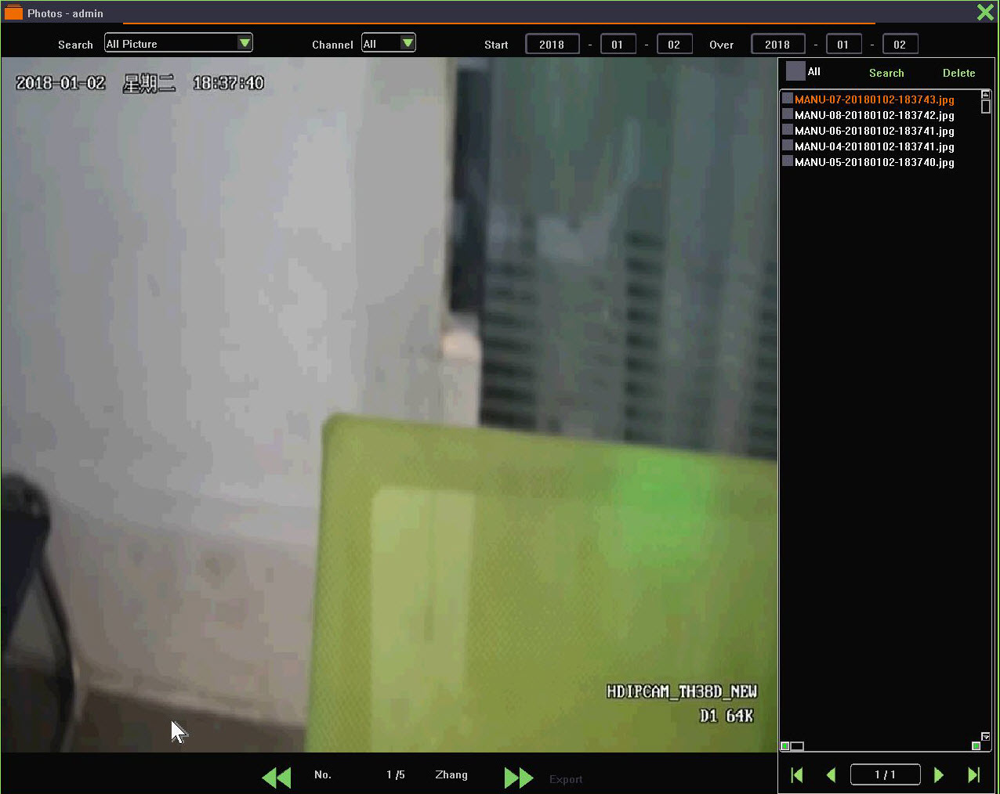 Photos - admin
Search All Picture Channel All Start 2018 - 01 - 02 Over 2018 - 01 - 02
2018-01-02 星期二 18:37:40
All Search Delete
MANU-07-20180102-183743.jpg
MANU-08-20180102-183742.jpg
MANU-06-20180102-183741.jpg
MANU-04-20180102-183741.jpg
MANU-05-20180102-183740.jpg
HDIPCAM_TH38D_NEW
D1 64K
No. 1 /5 Zhang Export
1 / 1